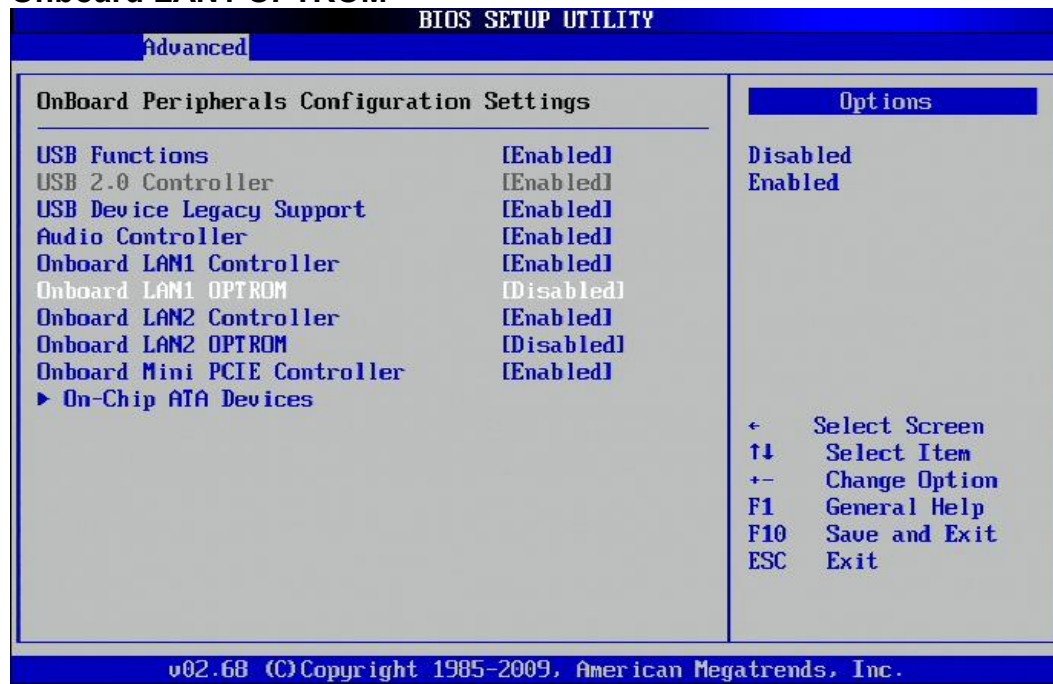 Onboard LAN1 OPTROM
BIOS SETUP UTILITY
Advanced
OnBoard Peripherals Configuration Settings
USB Functions [Enabled]
USB 2.0 Controller [Enabled]
USB Device Legacy Support [Enabled]
Audio Controller [Enabled]
Onboard LAN1 Controller [Enabled]
Onboard LAN1 OPTROM [Disabled]
Onboard LAN2 Controller [Enabled]
Onboard LAN2 OPTROM [Disabled]
Onboard Mini PCIE Controller [Enabled]
► On-Chip ATA Devices
Options
Disabled
Enabled
← Select Screen
↑↓ Select Item
+- Change Option
F1 General Help
F10 Save and Exit
ESC Exit
v02.68 (C)Copyright 1985-2009, American Megatrends, Inc.